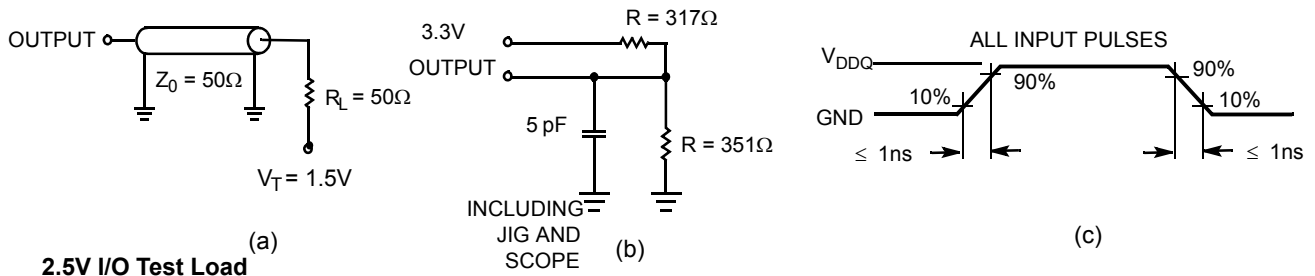 OUTPUT
Z0 = 50Ω
RL = 50Ω
VT = 1.5V
(a)
2.5V I/O Test Load
R = 317Ω
3.3V
OUTPUT
5 pF
R = 351Ω
INCLUDING
JIG AND
SCOPE
(b)
ALL INPUT PULSES
VDDQ
GND
10%
90%
90%
10%
≤ 1ns
≤ 1ns
(c)